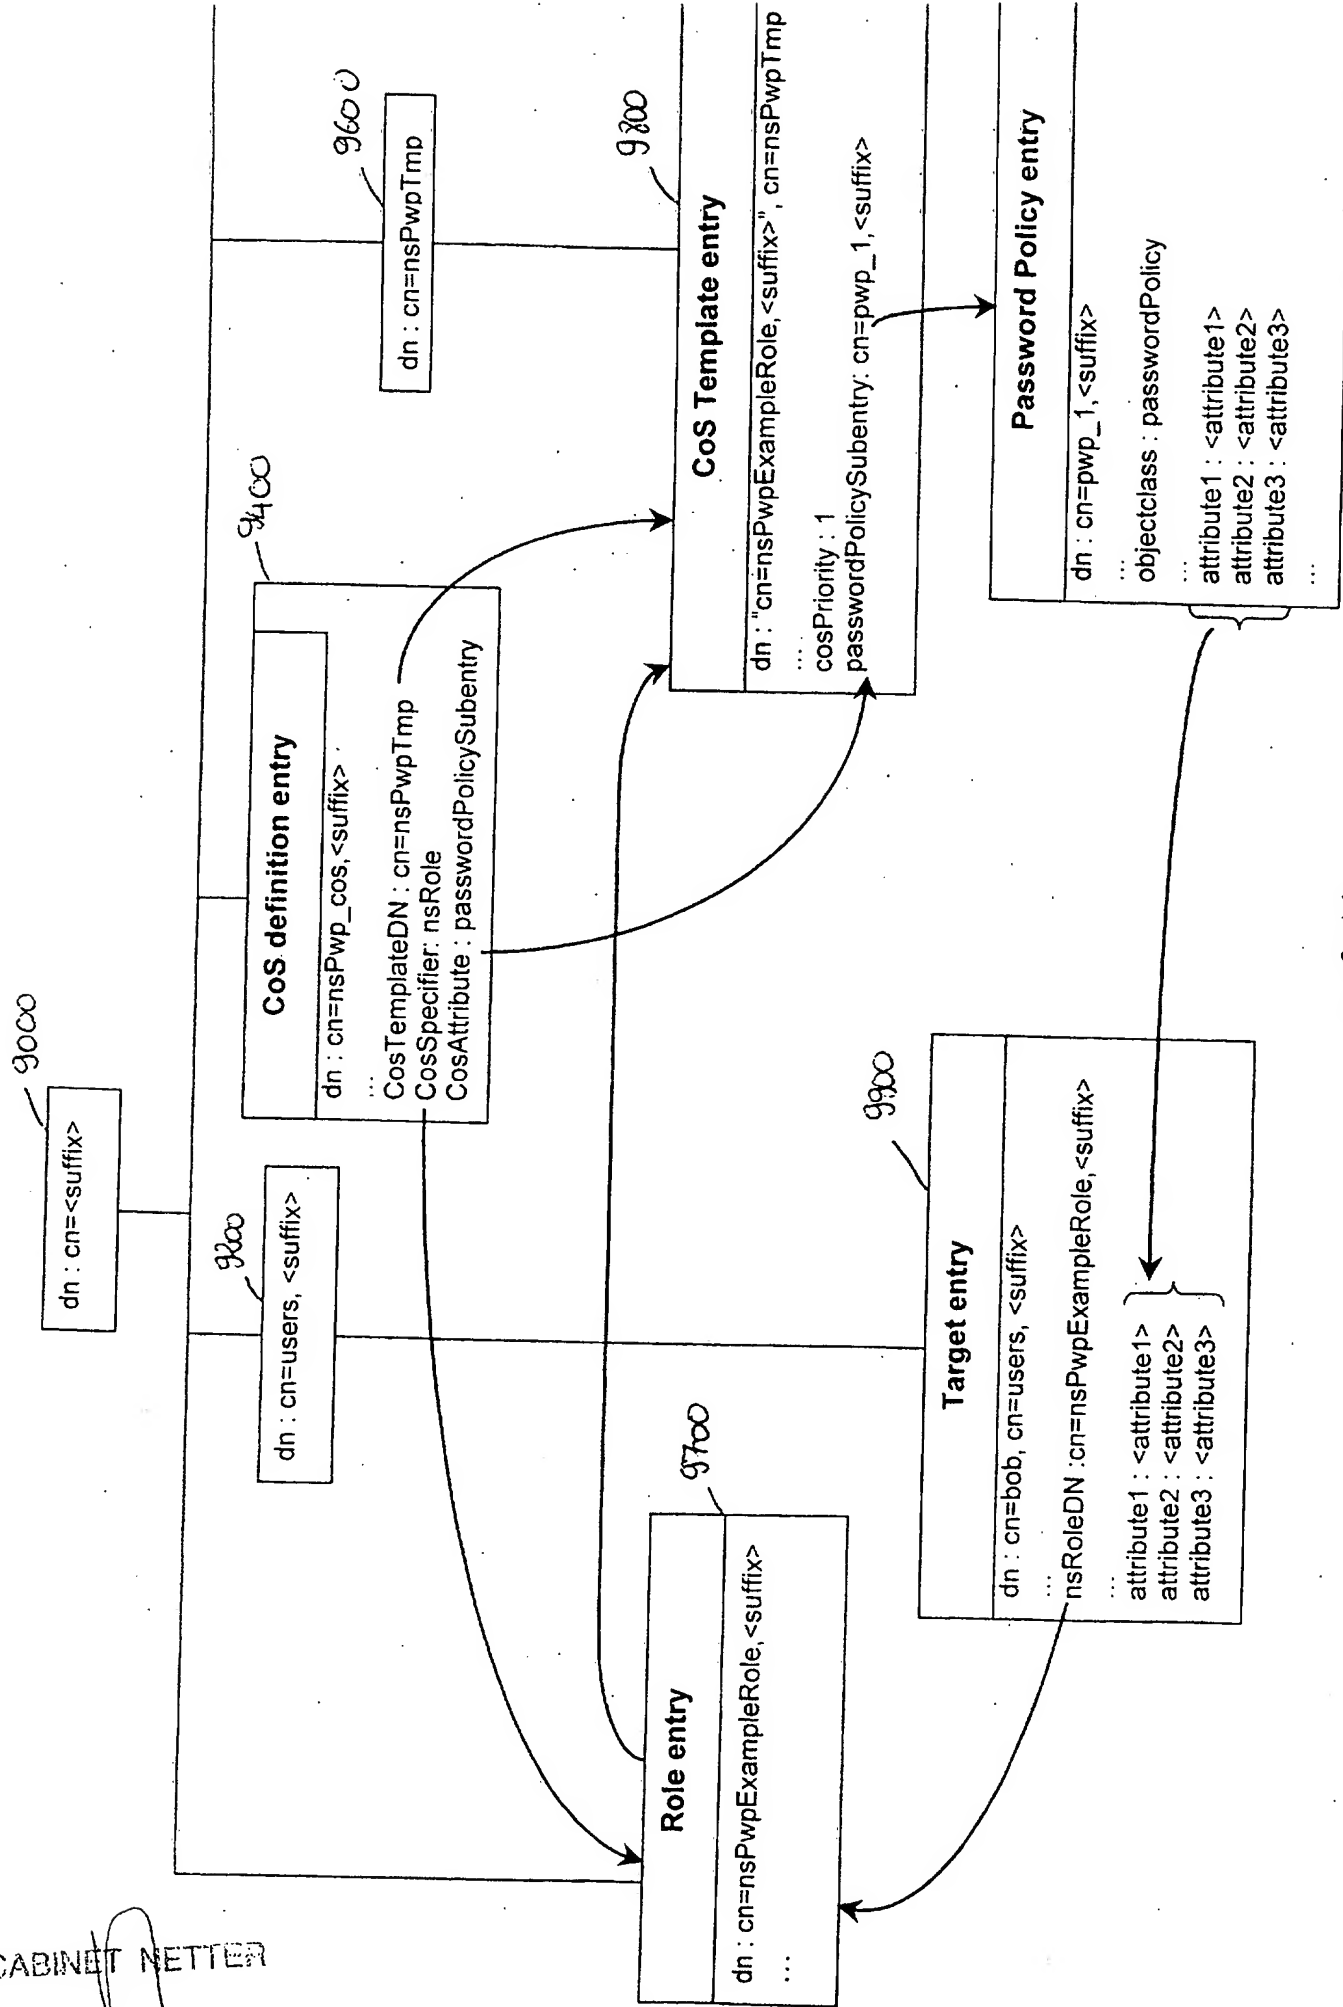 9000
dn : cn=<suffix>
9200
dn : cn=users, <suffix>
9400
CoS definition entry
dn : cn=nsPwp_cos,<suffix>
...
CosTemplateDN : cn=nsPwpTmp
CosSpecifier: nsRole
CosAttribute : passwordPolicySubentry
9600
dn : cn=nsPwpTmp
9700
Role entry
dn : cn=nsPwpExampleRole,<suffix>
...
9800
CoS Template entry
dn : "cn=nsPwpExampleRole,<suffix>", cn=nsPwpTmp
...
cosPriority : 1
passwordPolicySubentry: cn=pwp_1,<suffix>
9900
Target entry
dn : cn=bob, cn=users, <suffix>
...
nsRoleDN :cn=nsPwpExampleRole,<suffix>
...
attribute1 : <attribute1>
attribute2 : <attribute2>
attribute3 : <attribute3>
Password Policy entry
dn : cn=pwp_1,<suffix>
...
objectclass : passwordPolicy
...
attribute1 : <attribute1>
attribute2 : <attribute2>
attribute3 : <attribute3>
...
CABINET NETTER